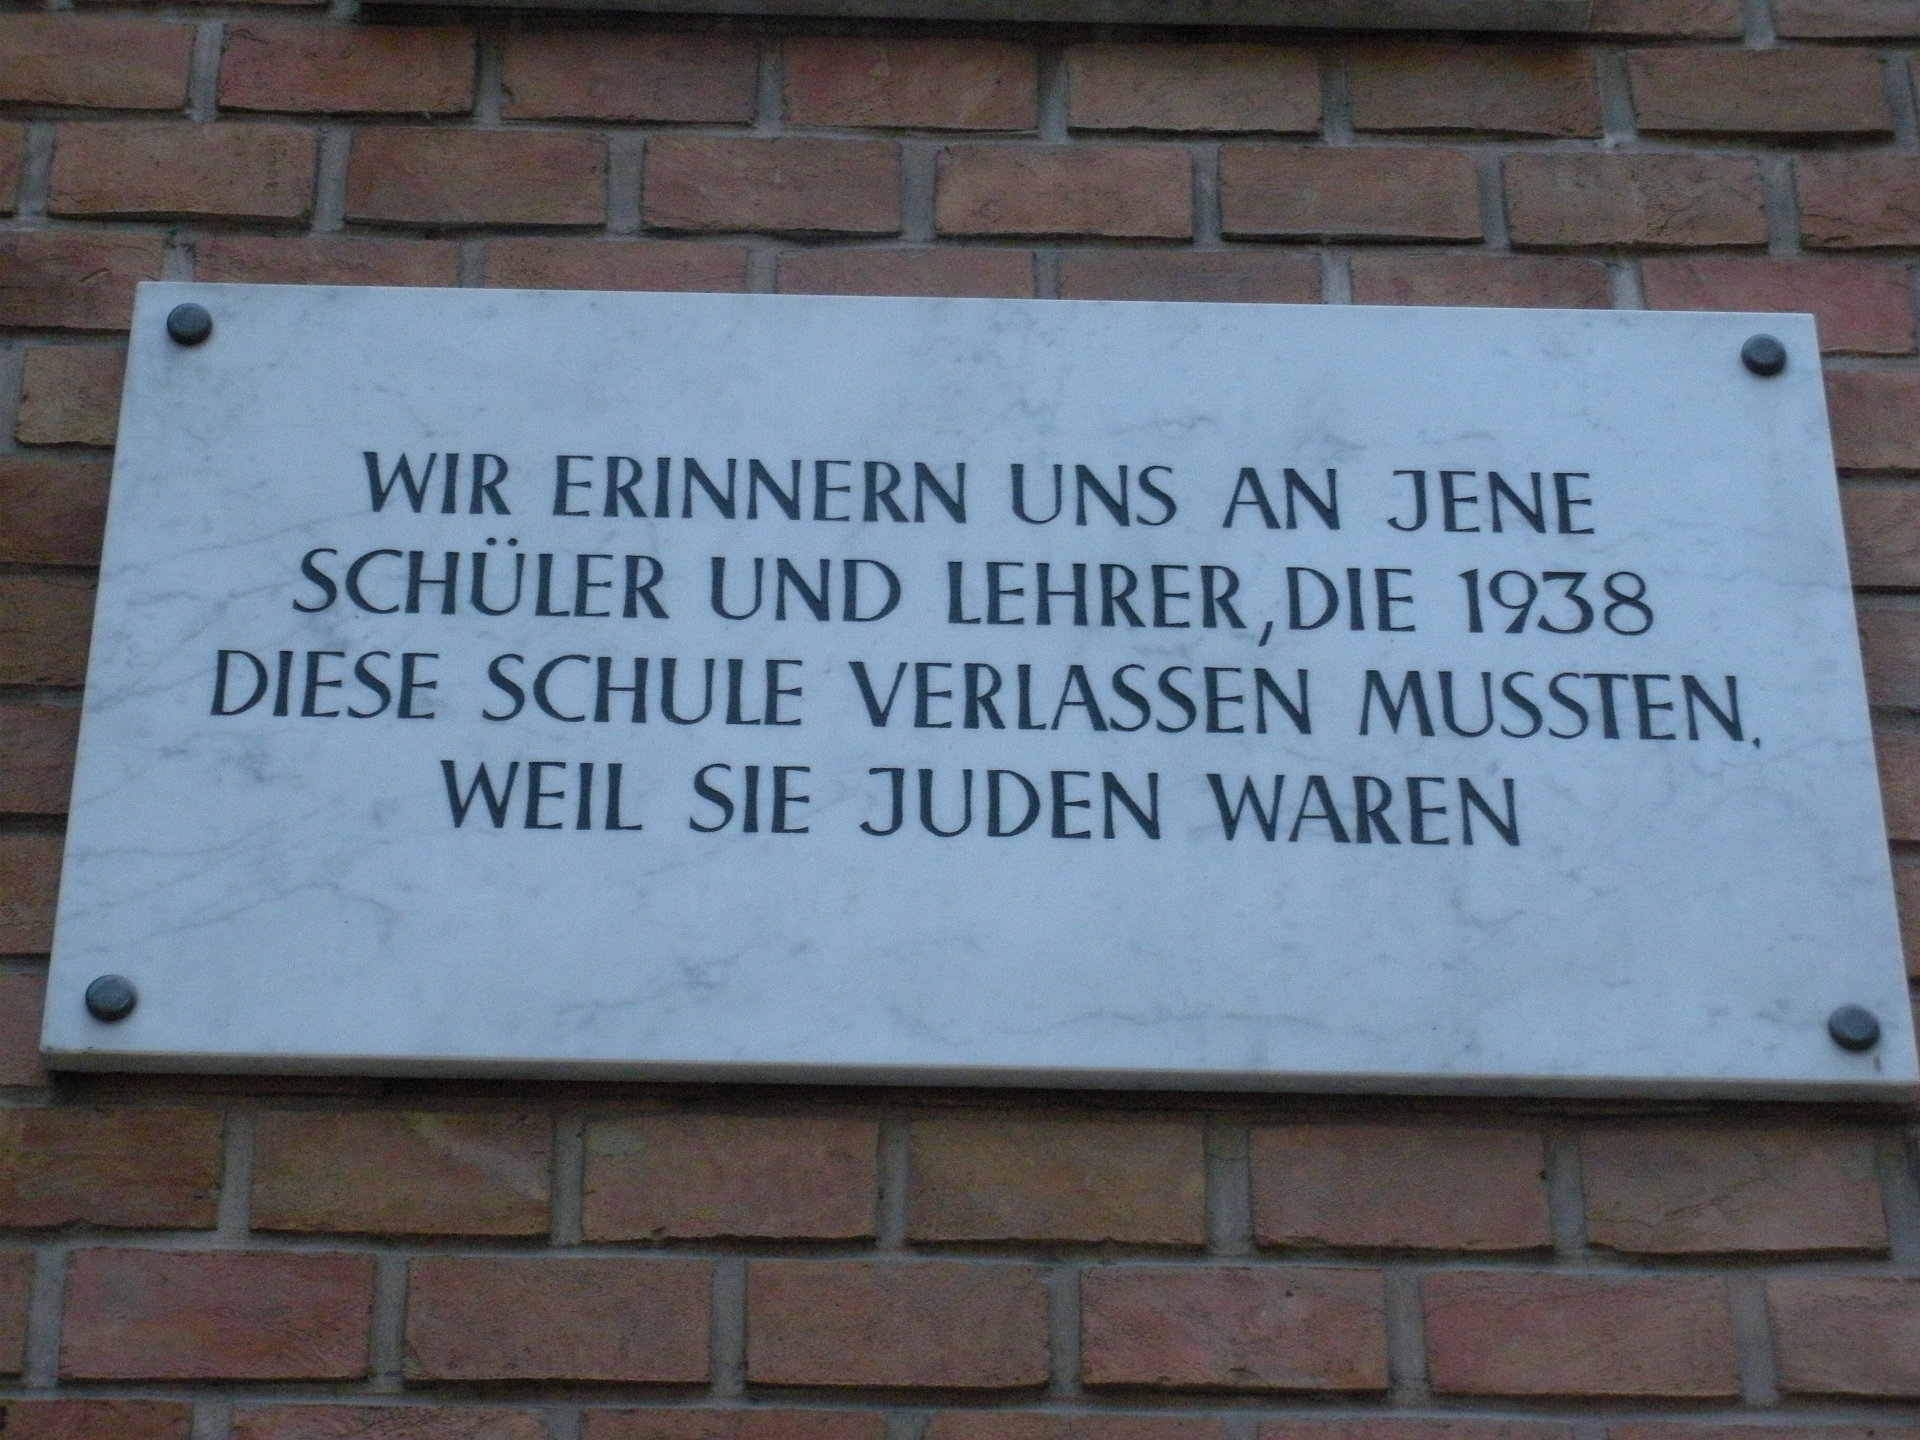 WIR ERINNERN UNS AN JENE
SCHÜLER UND LEHRER, DIE 1938
DIESE SCHULE VERLASSEN MUSSTEN,
WEIL SIE JUDEN WAREN